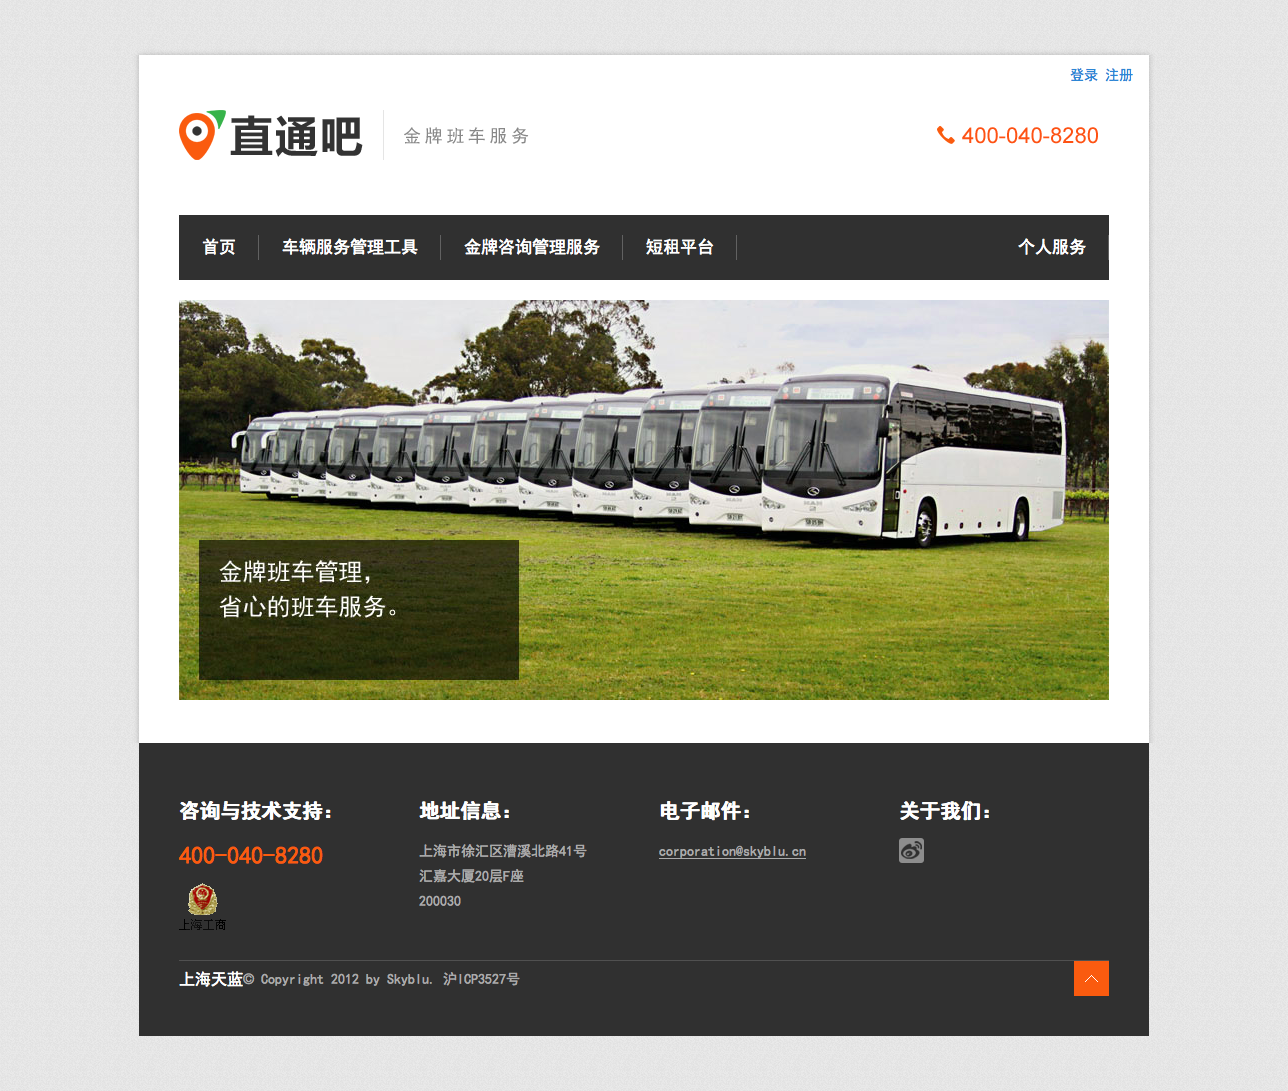 登录 注册
直通吧
金牌班车服务
400-040-8280
首页
车辆服务管理工具
金牌咨询管理服务
短租平台
个人服务
金牌班车管理，
省心的班车服务。
咨询与技术支持：
400-040-8280
上海工商
地址信息：
上海市徐汇区漕溪北路41号
汇嘉大厦20层F座
200030
电子邮件：
corporation@skyblu.cn
关于我们：
上海天蓝© Copyright 2012 by Skyblu. 沪ICP3527号